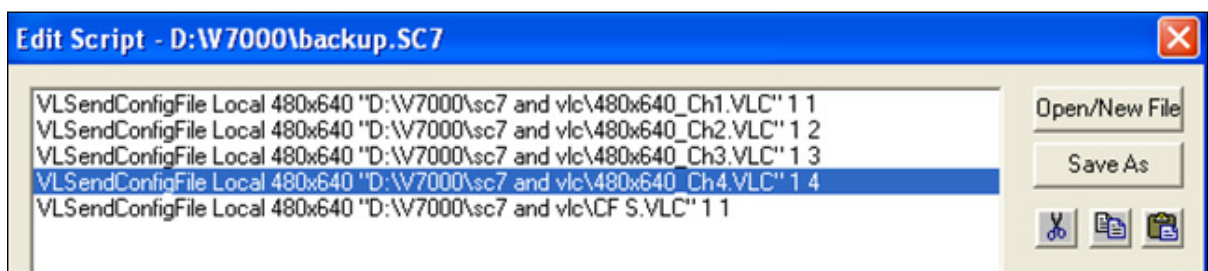 Edit Script - D:\V7000\backup.SC7
VLSendConfigFile Local 480x640 "D:\V7000\sc7 and vlc\480x640_Ch1.VLC" 1 1
VLSendConfigFile Local 480x640 "D:\V7000\sc7 and vlc\480x640_Ch2.VLC" 1 2
VLSendConfigFile Local 480x640 "D:\V7000\sc7 and vlc\480x640_Ch3.VLC" 1 3
VLSendConfigFile Local 480x640 "D:\V7000\sc7 and vlc\480x640_Ch4.VLC" 1 4
VLSendConfigFile Local 480x640 "D:\V7000\sc7 and vlc\CF S.VLC" 1 1
Open/New File
Save As